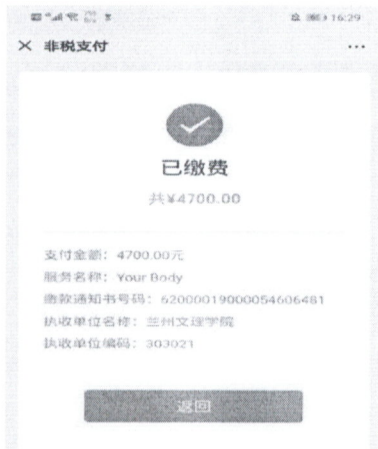 16:29
非税支付
已缴费
共¥4700.00
支付金额：4700.00元
服务名称：Your Body
缴款通知书号码：62000019000054606481
执收单位名称：兰州文理学院
执收单位编码：303021
返回